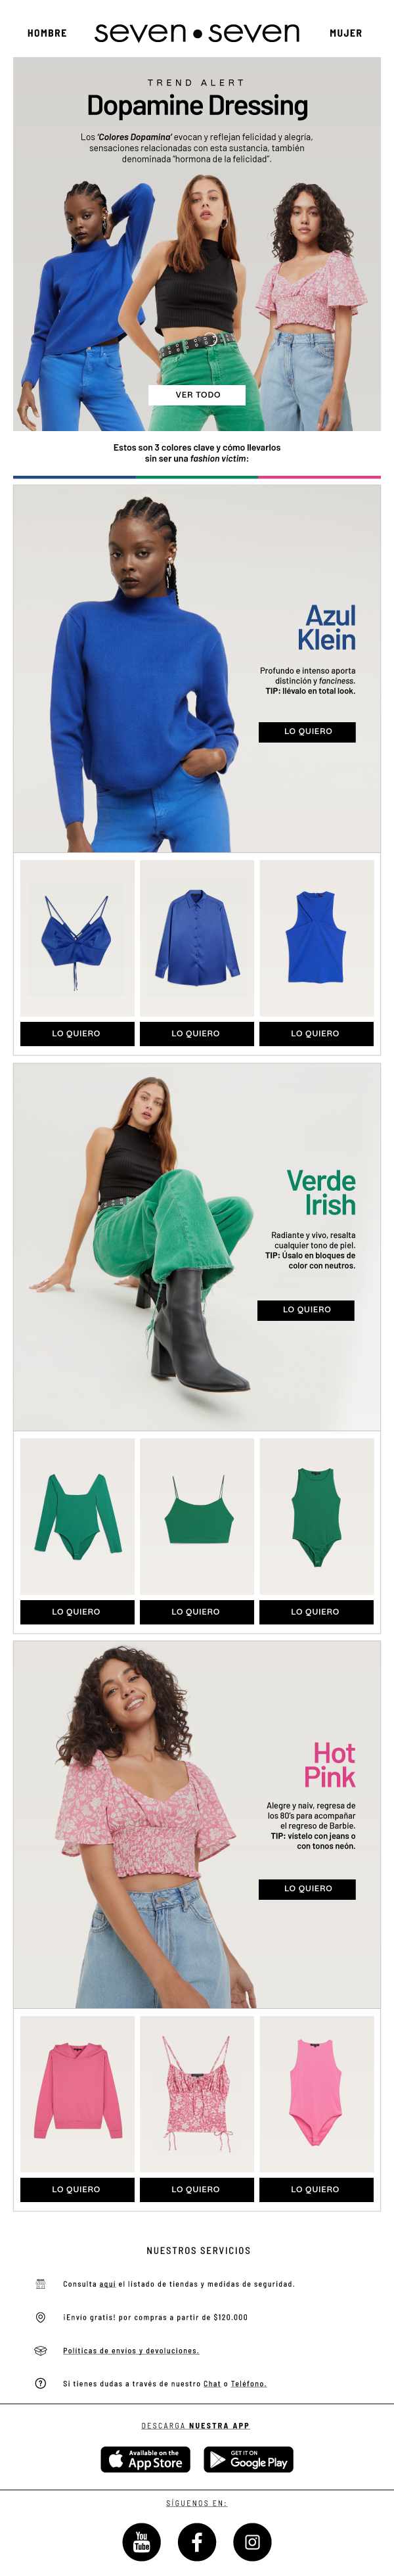 HOMBRE
seven•seven
MUJER
TREND ALERT
Dopamine Dressing
Los 'Colores Dopamina' evocan y reflejan felicidad y alegría,
sensaciones relacionadas con esta sustancia, también
denominada "hormona de la felicidad".
VER TODO
Estos son 3 colores clave y cómo llevarlos
sin ser una fashion victim:
Azul
Klein
Profundo e intenso aporta
distinción y fanciness.
TIP: llévalo en total look.
LO QUIERO
LO QUIERO
LO QUIERO
LO QUIERO
Verde
Irish
Radiante y vivo, resalta
cualquier tono de piel.
TIP: Úsalo en bloques de
color con neutros.
LO QUIERO
LO QUIERO
LO QUIERO
LO QUIERO
Hot
Pink
Alegre y naiv, regresa de
los 80's para acompañar
el regreso de Barbie.
TIP: vístelo con jeans o
con tonos neón.
LO QUIERO
LO QUIERO
LO QUIERO
LO QUIERO
NUESTROS SERVICIOS
Consulta aquí el listado de tiendas y medidas de seguridad.
¡Envío gratis! por compras a partir de $120.000
Políticas de envíos y devoluciones.
Si tienes dudas a través de nuestro Chat o Teléfono.
DESCARGA NUESTRA APP
Available on the
App Store
GET IT ON
Google Play
SÍGUENOS EN:
You
Tube